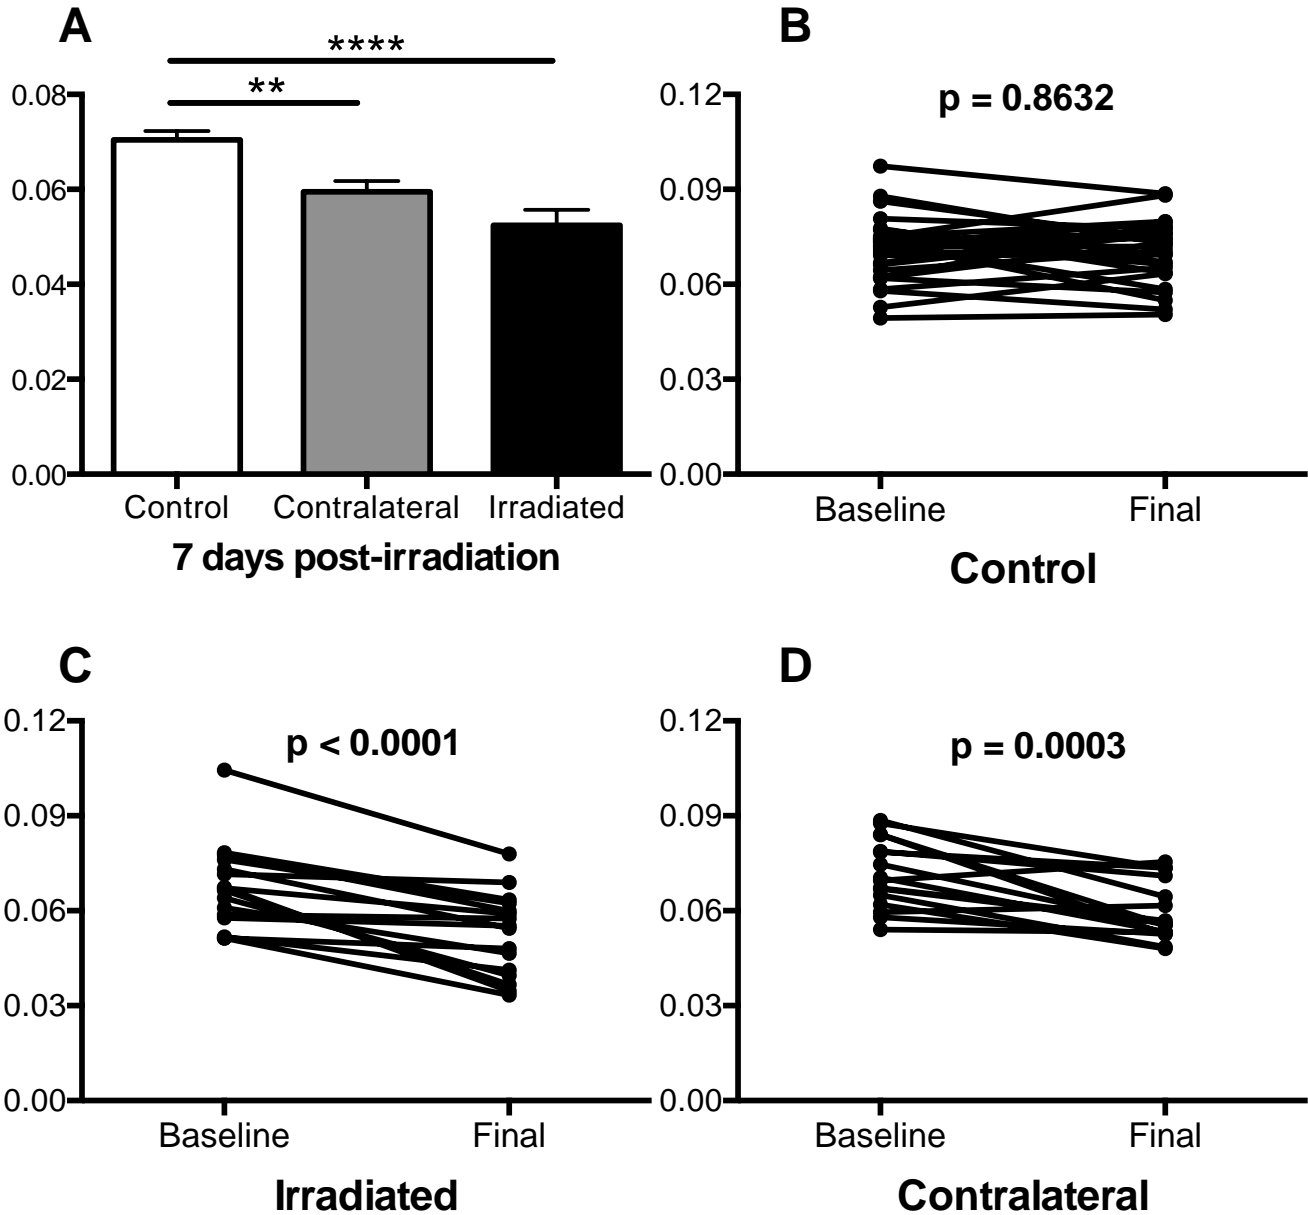 A
****
**
0.08
0.06
0.04
0.02
0.00
Control Contralateral Irradiated
7 days post-irradiation
B
p = 0.8632
0.12
0.09
0.06
0.03
0.00
Baseline Final
Control
C
p < 0.0001
0.12
0.09
0.06
0.03
0.00
Baseline Final
Irradiated
D
p = 0.0003
0.12
0.09
0.06
0.03
0.00
Baseline Final
Contralateral